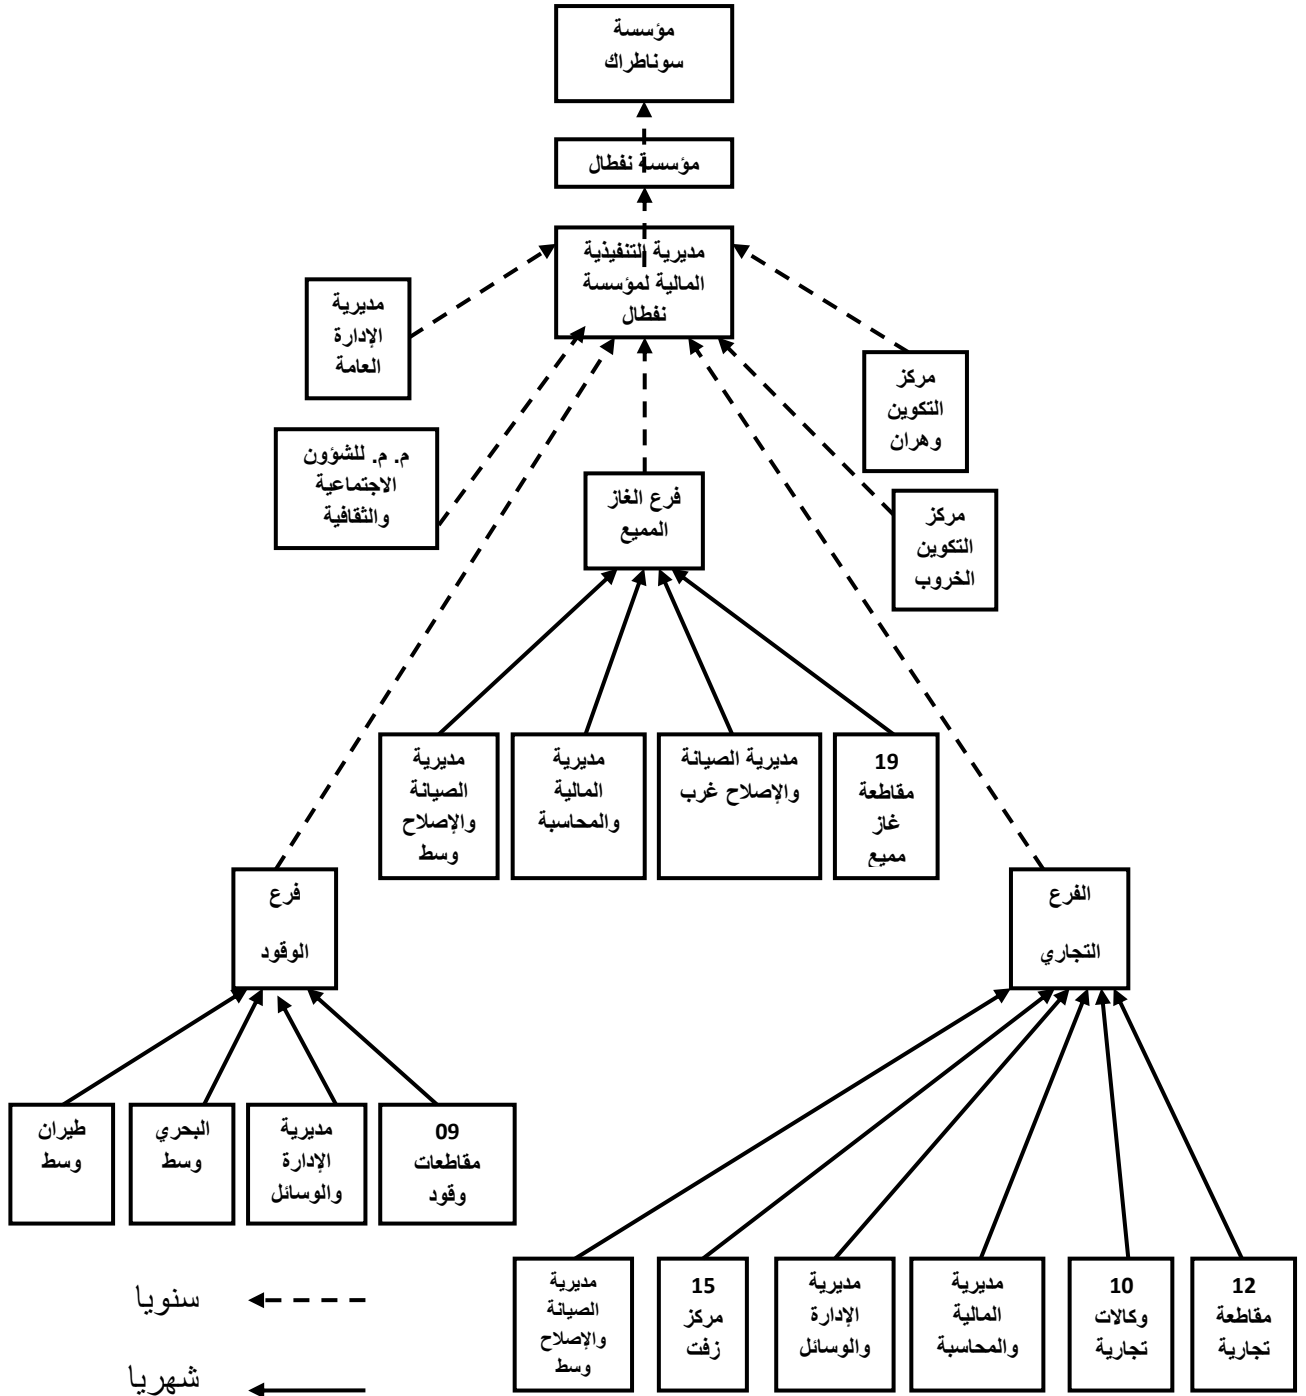 مؤسسة
سوناطراك
مؤسسة نفطال
مديرية التنفيذية
المالية لمؤسسة
نفطال
مديرية
الإدارة
العامة
مركز
التكوين
وهران
م. م. للشؤون
الاجتماعية
والثقافية
فرع الغاز
المميع
مركز
التكوين
الخروب
مديرية
الصيانة
والإصلاح
وسط
مديرية
المالية
والمحاسبة
مديرية الصيانة
والإصلاح غرب
19
مقاطعة
غاز
مميع
فرع
الوقود
الفرع
التجاري
طيران
وسط
البحري
وسط
مديرية
الإدارة
والوسائل
09
مقاطعات
وقود
مديرية
الصيانة
والإصلاح
وسط
15
مركز
زفت
مديرية
الإدارة
والوسائل
مديرية
المالية
والمحاسبة
10
وكالات
تجارية
12
مقاطعة
تجارية
سنويا
شهريا